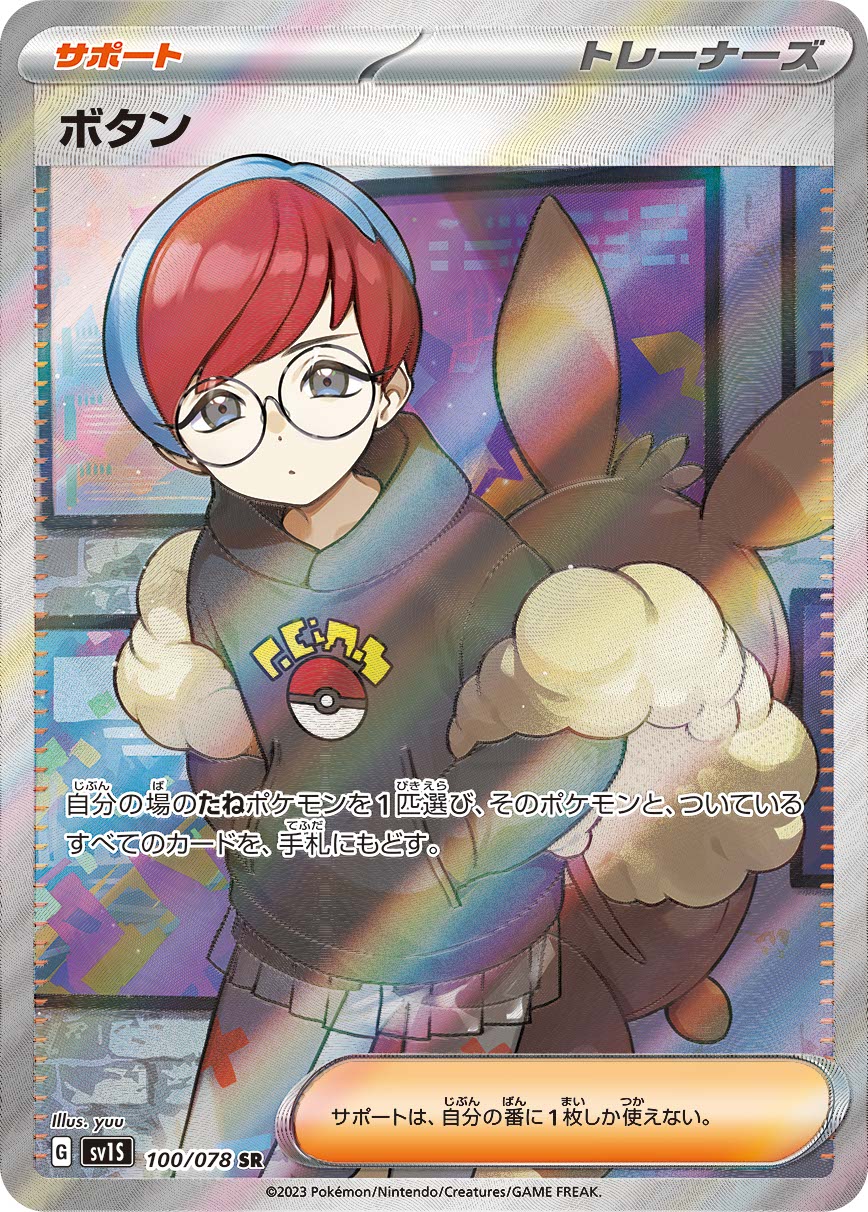 サポート
トレーナーズ
ボタン
自分の場のたねポケモンを1匹選び、そのポケモンと、ついている
すべてのカードを、手札にもどす。
サポートは、自分の番に1枚しか使えない。
Illus. yuu
G sv1S 100/078 SR
©2023 Pokémon/Nintendo/Creatures/GAME FREAK.